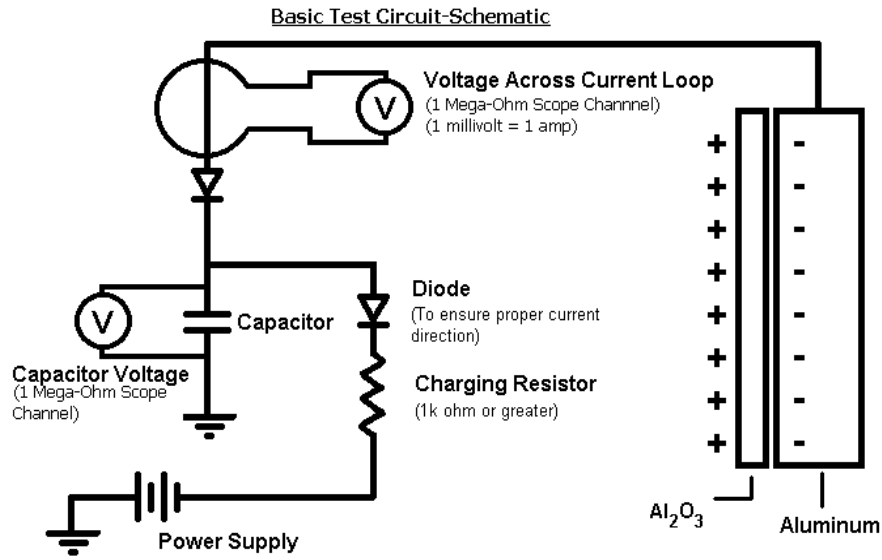 Basic Test Circuit-Schematic
Voltage Across Current Loop
(1 Mega-Ohm Scope Channnel)
(1 millivolt = 1 amp)
V
+ -
+ -
+ -
+ -
+ -
+ -
+ -
+ -
Diode
(To ensure proper current
direction)
V
Capacitor
Capacitor Voltage
(1 Mega-Ohm Scope
Channel)
Charging Resistor
(1k ohm or greater)
Power Supply
Al₂O₃
Aluminum